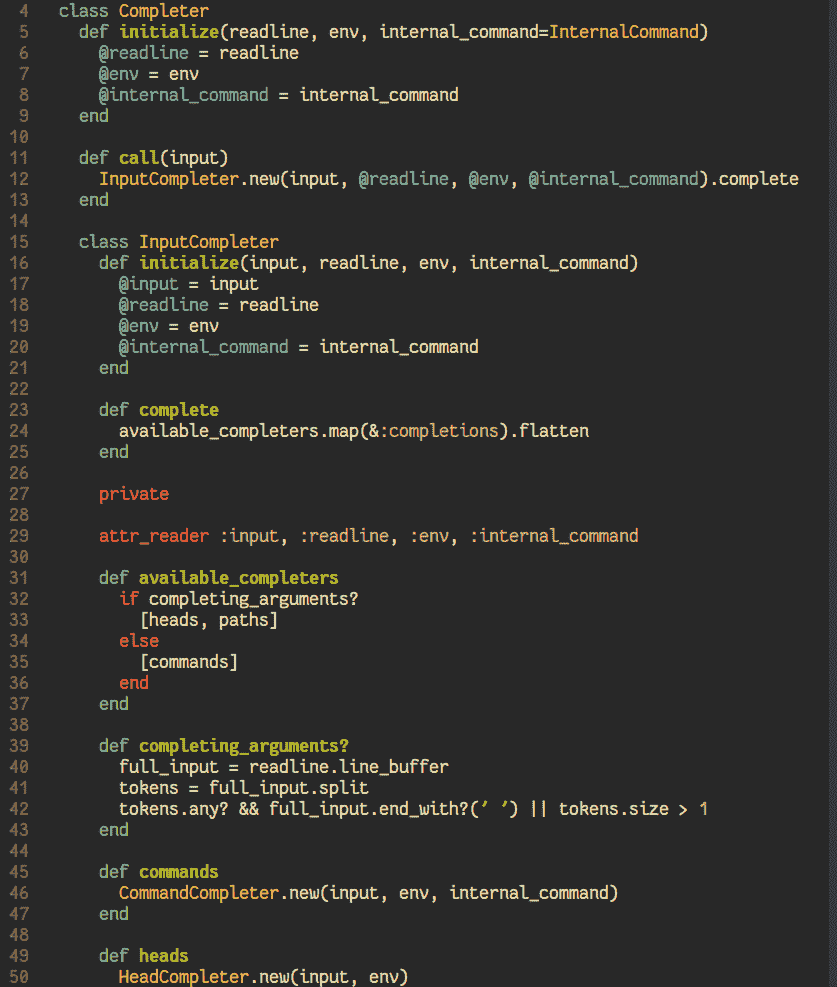 4 class Completer
5 def initialize(readline, env, internal_command=InternalCommand)
6 @readline = readline
7 @env = env
8 @internal_command = internal_command
9 end
10
11 def call(input)
12 InputCompleter.new(input, @readline, @env, @internal_command).complete
13 end
14
15 class InputCompleter
16 def initialize(input, readline, env, internal_command)
17 @input = input
18 @readline = readline
19 @env = env
20 @internal_command = internal_command
21 end
22
23 def complete
24 available_completers.map(&:completions).flatten
25 end
26
27 private
28
29 attr_reader :input, :readline, :env, :internal_command
30
31 def available_completers
32 if completing_arguments?
33 [heads, paths]
34 else
35 [commands]
36 end
37 end
38
39 def completing_arguments?
40 full_input = readline.line_buffer
41 tokens = full_input.split
42 tokens.any? && full_input.end_with?(' ') || tokens.size > 1
43 end
44
45 def commands
46 CommandCompleter.new(input, env, internal_command)
47 end
48
49 def heads
50 HeadCompleter.new(input, env)